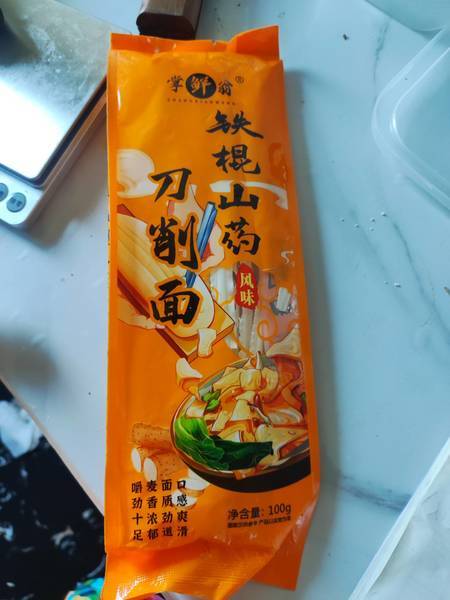 掌鲜翁®
ZHANGXIANWENG
铁棍山药
刀削面
风味
口感爽滑
面质劲道
麦香浓郁
嚼劲十足
净含量：100g